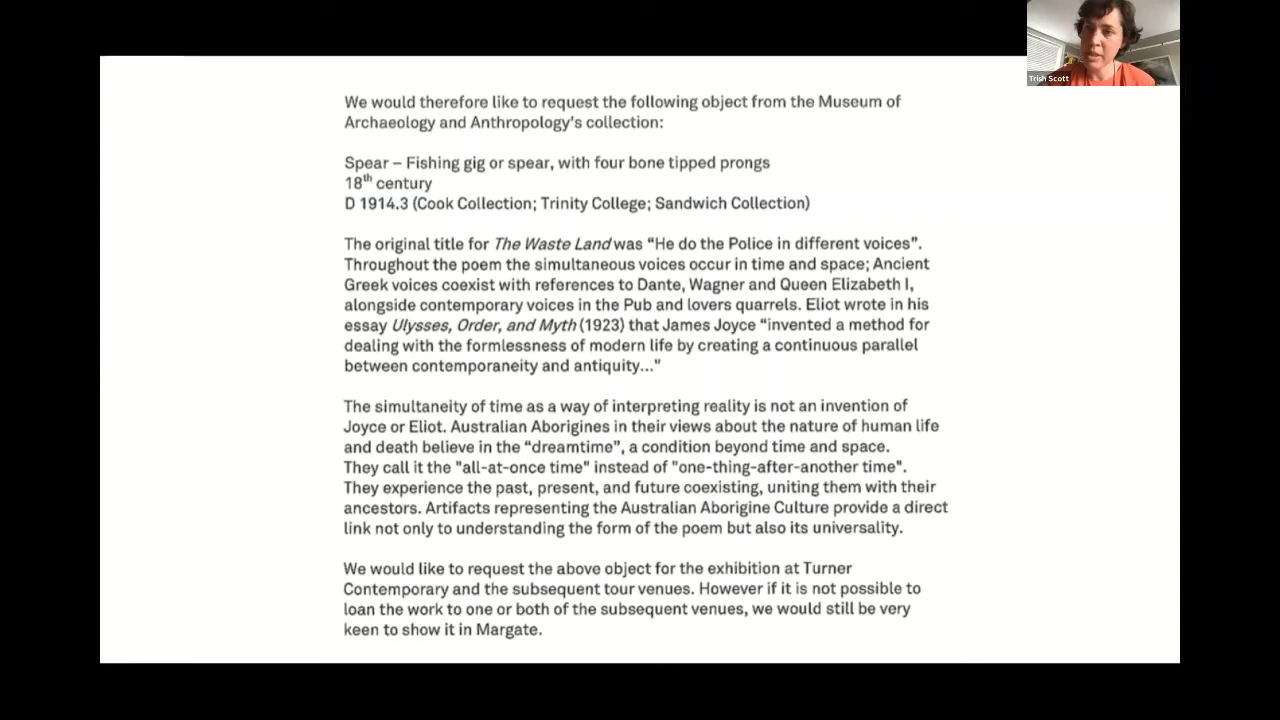 We would therefore like to request the following object from the Museum of
Archaeology and Anthropology's collection:
Spear – Fishing gig or spear, with four bone tipped prongs
18th century
D 1914.3 (Cook Collection; Trinity College; Sandwich Collection)
The original title for The Waste Land was “He do the Police in different voices”.
Throughout the poem the simultaneous voices occur in time and space; Ancient
Greek voices coexist with references to Dante, Wagner and Queen Elizabeth I,
alongside contemporary voices in the Pub and lovers quarrels. Eliot wrote in his
essay Ulysses, Order, and Myth (1923) that James Joyce “invented a method for
dealing with the formlessness of modern life by creating a continuous parallel
between contemporaneity and antiquity..."
The simultaneity of time as a way of interpreting reality is not an invention of
Joyce or Eliot. Australian Aborigines in their views about the nature of human life
and death believe in the “dreamtime”, a condition beyond time and space.
They call it the "all-at-once time" instead of "one-thing-after-another time".
They experience the past, present, and future coexisting, uniting them with their
ancestors. Artifacts representing the Australian Aborigine Culture provide a direct
link not only to understanding the form of the poem but also its universality.
We would like to request the above object for the exhibition at Turner
Contemporary and the subsequent tour venues. However if it is not possible to
loan the work to one or both of the subsequent venues, we would still be very
keen to show it in Margate.
Trish Scott